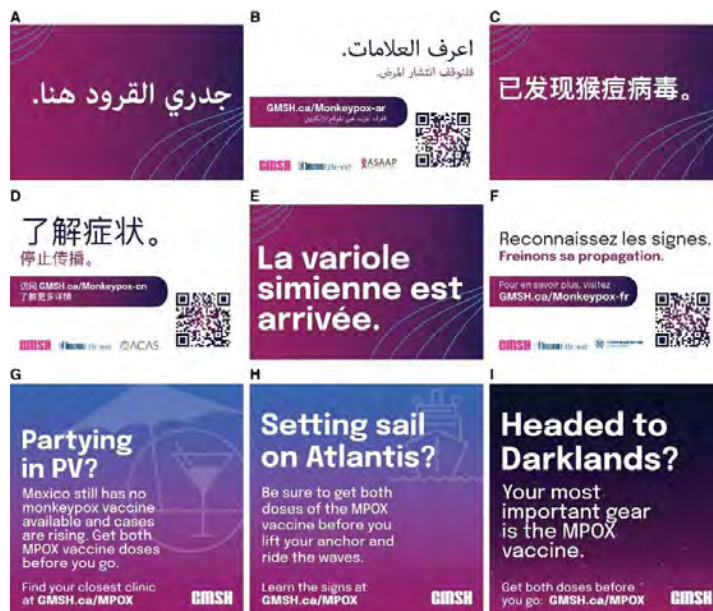 A
جدري القرود هنا.
B
اعرف العلامات.
فلنوقف انتشار المرض.
GMSH.ca/Monkeypox-ar
GMSH
ASAAP
C
已发现猴痘病毒。
D
了解症状。
停止传播。
访问 GMSH.ca/Monkeypox-cn
了解更多详情
GMSH
ACAS
E
La variole
simienne est
arrivée.
F
Reconnaissez les signes.
Freinons sa propagation.
Pour en savoir plus, visitez
GMSH.ca/Monkeypox-fr
GMSH
G
Partying
in PV?
Mexico still has no
monkeypox vaccine
available and cases
are rising. Get both
MPOX vaccine doses
before you go.
Find your closest clinic
at GMSH.ca/MPOX
GMSH
H
Setting sail
on Atlantis?
Be sure to get both
doses of the MPOX
vaccine before you
lift your anchor and
ride the waves.
Learn the signs at
GMSH.ca/MPOX
GMSH
I
Headed to
Darklands?
Your most
important gear
is the MPOX
vaccine.
Get both doses before
you go: GMSH.ca/MPOX
GMSH